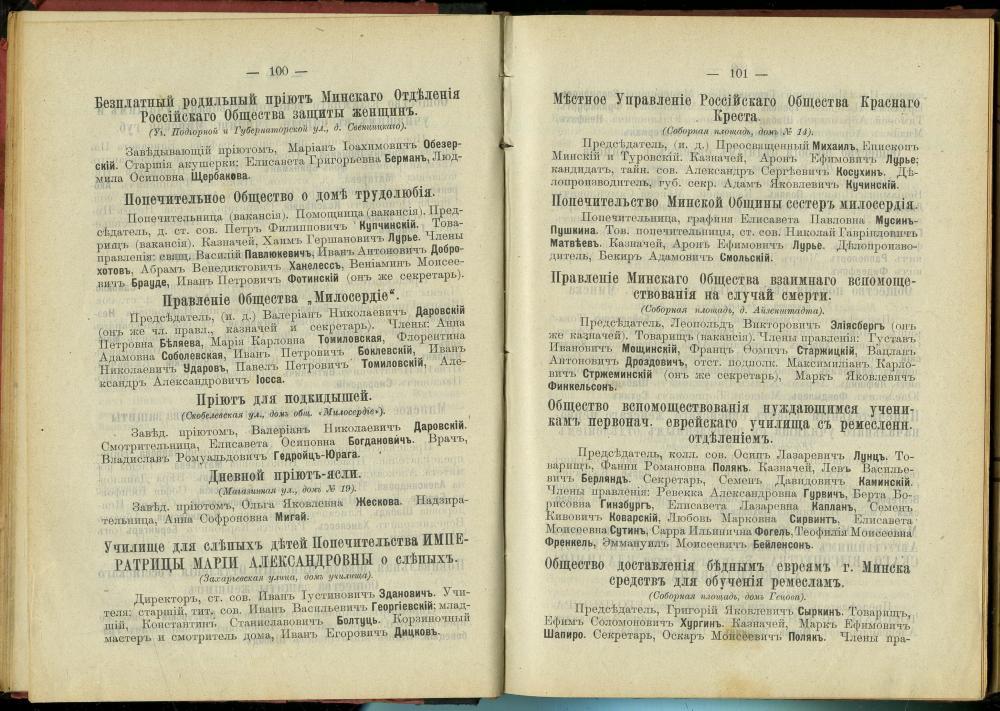 — 100 —
Безплатный родильный пріютъ Минскаго Отдѣленія
Россійскаго Общества защиты женщинъ.
(Уг. Подгорной и Губернаторской ул., д. Свенцицкаго).
Завѣдывающій пріютомъ, Маріанъ Іоахимовичъ Обезер-
скій. Старшія акушерки: Елисавета Григорьевна Берманъ, Люд-
мила Осиповна Щербакова.
Попечительное Общество о домѣ трудолюбія.
Попечительница (вакансія). Помощница (вакансія). Пред-
сѣдатель, д. ст. сов. Петръ Филипповичъ Купчинскій. Това-
рищъ (вакансія). Казначей, Хаимъ Гершановичъ Лурье. Члены
правленія: свящ. Василій Павлюкевичъ, Иванъ Антоновичъ Добро-
хотовъ, Абрамъ Венедиктовичъ Ханелессъ, Веніаминъ Моисее-
вичъ Брауде, Иванъ Петровичъ Фотинскій (онъ же секретарь).
Правленіе Общества „Милосердіе“.
Предсѣдатель, (и. д.) Валеріанъ Николаевичъ Даровскій
(онъ же чл. правл., казначей и секретарь). Члены: Анна
Петровна Бѣляева, Марія Карловна Томиловская, Флорентина
Адамовна Соболевская, Иванъ Петровичъ Боклевскій, Иванъ
Николаевичъ Ударовъ, Павелъ Петровичъ Томиловскій, Але-
ксандръ Александровичъ Іосса.
Пріютъ для подкидышей.
(Скобелевская ул., домъ общ. «Милосердіе»).
Завѣд. пріютомъ, Валеріанъ Николаевичъ Даровскій.
Смотрительница, Елисавета Осиповна Богдановичъ. Врачъ,
Владиславъ Ромуальдовичъ Гедройцъ-Юрага.
Дневной пріютъ-ясли.
(Магазинная ул., домъ № 19).
Завѣд. пріютомъ, Ольга Яковлевна Жескова. Надзира-
тельница, Анна Софроновна Мигай.
Училище для слѣпыхъ дѣтей Попечительства ИМПЕ-
РАТРИЦЫ МАРІИ АЛЕКСАНДРОВНЫ о слѣпыхъ.
(Захарьевская улица, домъ училища).
Директоръ, ст. сов. Иванъ Іустиновичъ Здановичъ. Учи-
теля: старшій, тит. сов. Иванъ Васильевичъ Георгіевскій; млад-
шій, Константинъ Станиславовичъ Болтуць. Корзиночный
мастеръ и смотритель дома, Иванъ Егоровичъ Дицковъ.
— 101 —
Мѣстное Управленіе Россійскаго Общества Краснаго
Креста.
(Соборная площадь, домъ № 14).
Предсѣдатель, (и. д.) Преосвященный Михаилъ, Епископъ
Минскій и Туровскій. Казначей, Аронъ Ефимовичъ Лурье;
кандидатъ, тайн. сов. Александръ Сергѣевичъ Косухинъ. Дѣ-
лопроизводитель, губ. секр. Адамъ Яковлевичъ Кучинскій.
Попечительство Минской Общины сестеръ милосердія.
Попечительница, графиня Елисавета Павловна Мусинъ-
Пушкина. Тов. попечительницы, ст. сов. Николай Гавриловичъ
Матвѣевъ. Казначей, Аронъ Ефимовичъ Лурье. Дѣлопроизво-
дитель, Бекиръ Адамовичъ Смольскій.
Правленіе Минскаго Общества взаимнаго вспомоще-
ствованія на случай смерти.
(Соборная площадь, д. Айзенштадта).
Предсѣдатель, Леопольдъ Викторовичъ Эліясбергъ (онъ
же казначей). Товарищъ (вакансія). Члены правленія: Густавъ
Ивановичъ Мощинскій, Францъ Ѳомичъ Старжицкій, Вацлавъ
Антоновичъ Дроздовичъ, отст. подполк. Максимиліанъ Карло-
вичъ Стржеминскій (онъ же секретарь), Маркъ Яковлевичъ
Финкельсонъ.
Общество вспомоществованія нуждающимся учени-
камъ первонач. еврейскаго училища съ ремесленн.
отдѣленіемъ.
Предсѣдатель, колл. сов. Осипъ Лазаревичъ Лунцъ. То-
варищъ, Фанни Романовна Полякъ. Казначей, Левъ Василье-
вичъ Берляндъ. Секретарь, Семенъ Давидовичъ Каминскій.
Члены правленія: Ревекка Александровна Гурвичъ, Берта Бо-
рисовна Гинзбургъ, Елисавета Лазаревна Капланъ, Семенъ
Кивовичъ Коварскій, Любовь Марковна Сирвинтъ, Елисавета
Моисеевна Сутинъ, Сарра Ильинична Фогель, Теофилія Моисеевна
Френкель, Эммануилъ Моисеевичъ Бейленсонъ.
Общество доставленія бѣднымъ евреямъ г. Минска
средствъ для обученія ремесламъ.
(Соборная площадь, домъ Гецова).
Предсѣдатель, Григорій Яковлевичъ Сыркинъ. Товарищъ,
Ефимъ Соломоновичъ Хургинъ. Казначей, Маркъ Ефимовичъ
Шапиро. Секретарь, Оскаръ Моисеевичъ Полякъ. Члены пра-